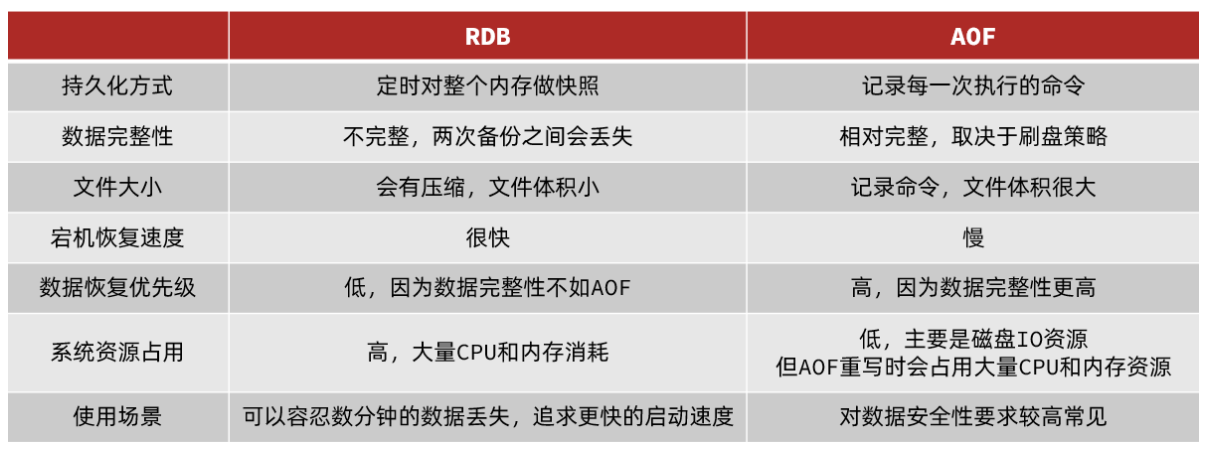 RDB AOF
持久化方式 定时对整个内存做快照 记录每一次执行的命令
数据完整性 不完整，两次备份之间会丢失 相对完整，取决于刷盘策略
文件大小 会有压缩，文件体积小 记录命令，文件体积很大
宕机恢复速度 很快 慢
数据恢复优先级 低，因为数据完整性不如AOF 高，因为数据完整性更高
系统资源占用 高，大量CPU和内存消耗 低，主要是磁盘IO资源
但AOF重写时会占用大量CPU和内存资源
使用场景 可以容忍数分钟的数据丢失，追求更快的启动速度 对数据安全性要求较高常见